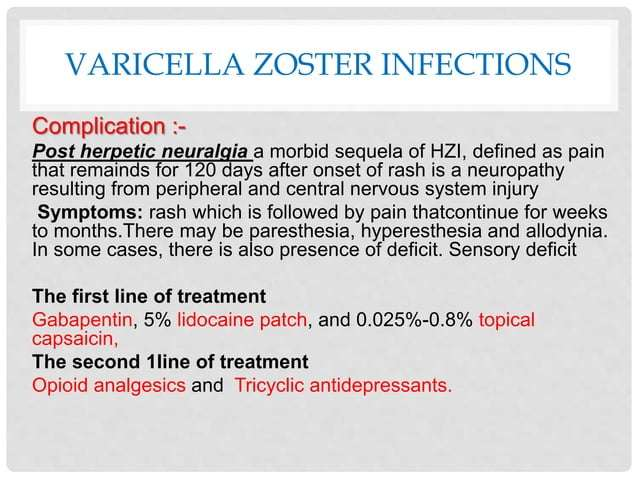 VARICELLA ZOSTER INFECTIONS
Complication :-
Post herpetic neuralgia a morbid sequela of HZI, defined as pain
that remainds for 120 days after onset of rash is a neuropathy
resulting from peripheral and central nervous system injury
Symptoms: rash which is followed by pain thatcontinue for weeks
to months.There may be paresthesia, hyperesthesia and allodynia.
In some cases, there is also presence of deficit. Sensory deficit
The first line of treatment
Gabapentin, 5% lidocaine patch, and 0.025%-0.8% topical
capsaicin,
The second 1line of treatment
Opioid analgesics and Tricyclic antidepressants.